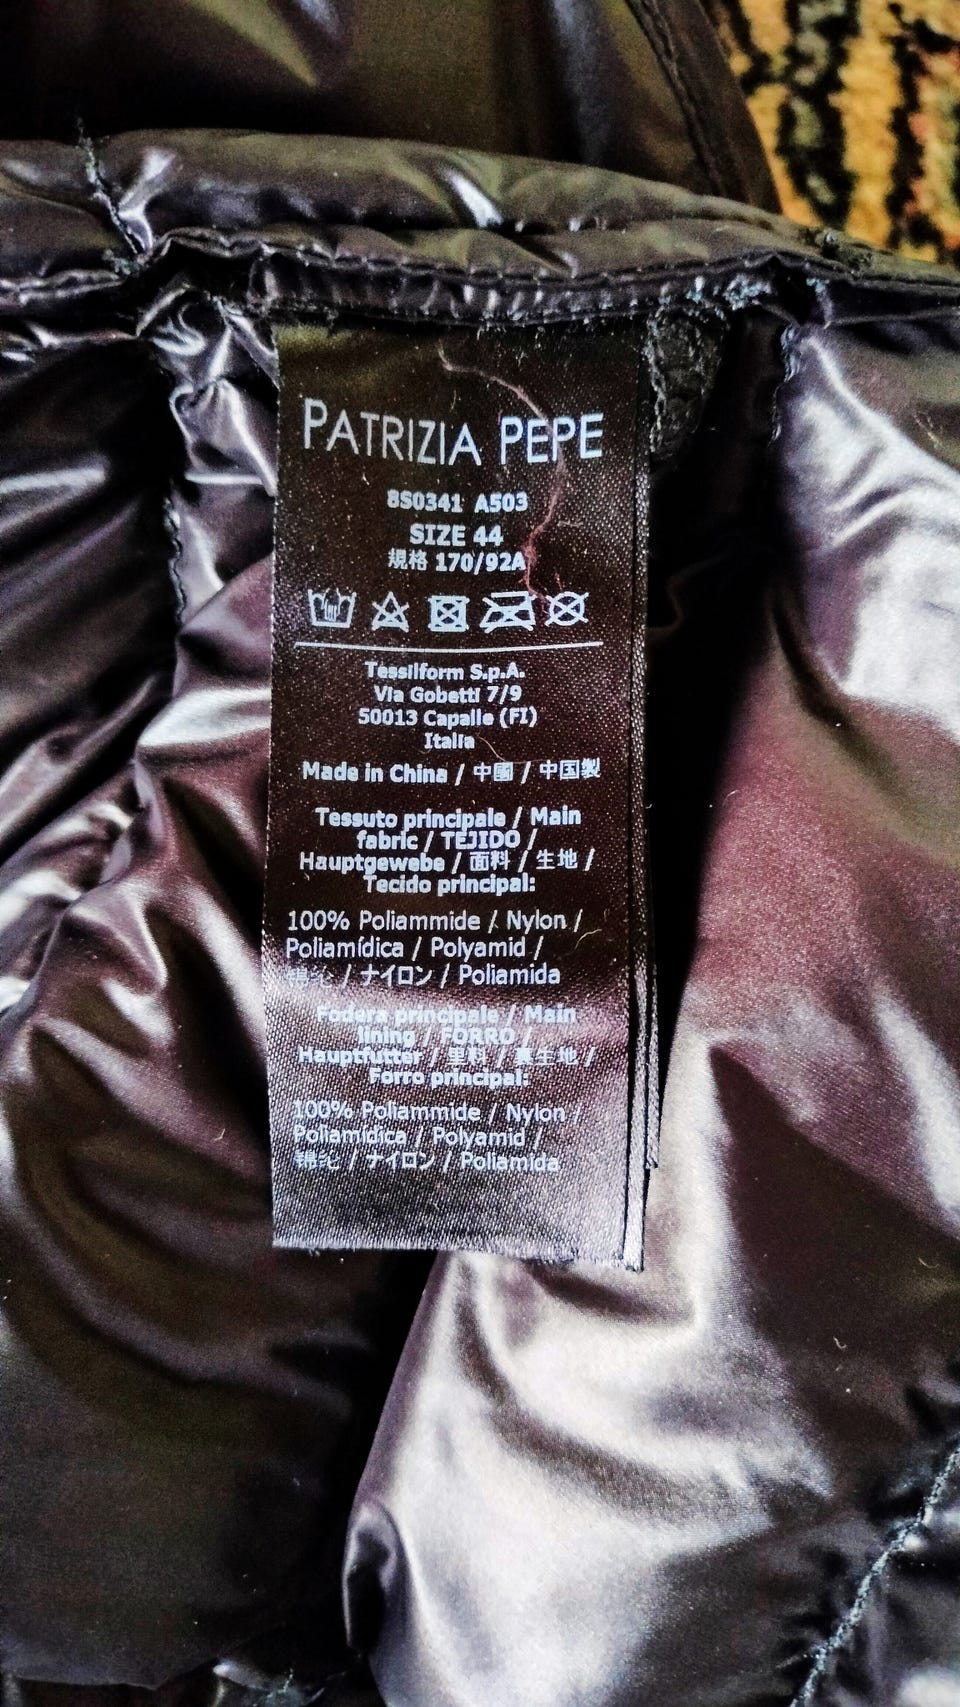 PATRIZIA PEPE
8S0341 A503
SIZE 44
規格 170/92A
Tessilform S.p.A.
Via Gobetti 7/9
50013 Capalle (FI)
Italia
Made in China / 中國 / 中国製
Tessuto principale / Main
fabric / TEJIDO /
Hauptgewebe / 面料 / 生地 /
Tecido principal:
100% Poliammide / Nylon /
Poliamídica / Polyamid /
/ ナイロン / Poliamida
Fodera principale / Main
lining / FORRO /
Hauptfutter / 里料 / 裏生地 /
Forro principal:
100% Poliammide / Nylon /
Poliamídica / Polyamid /
/ ナイロン / Poliamida